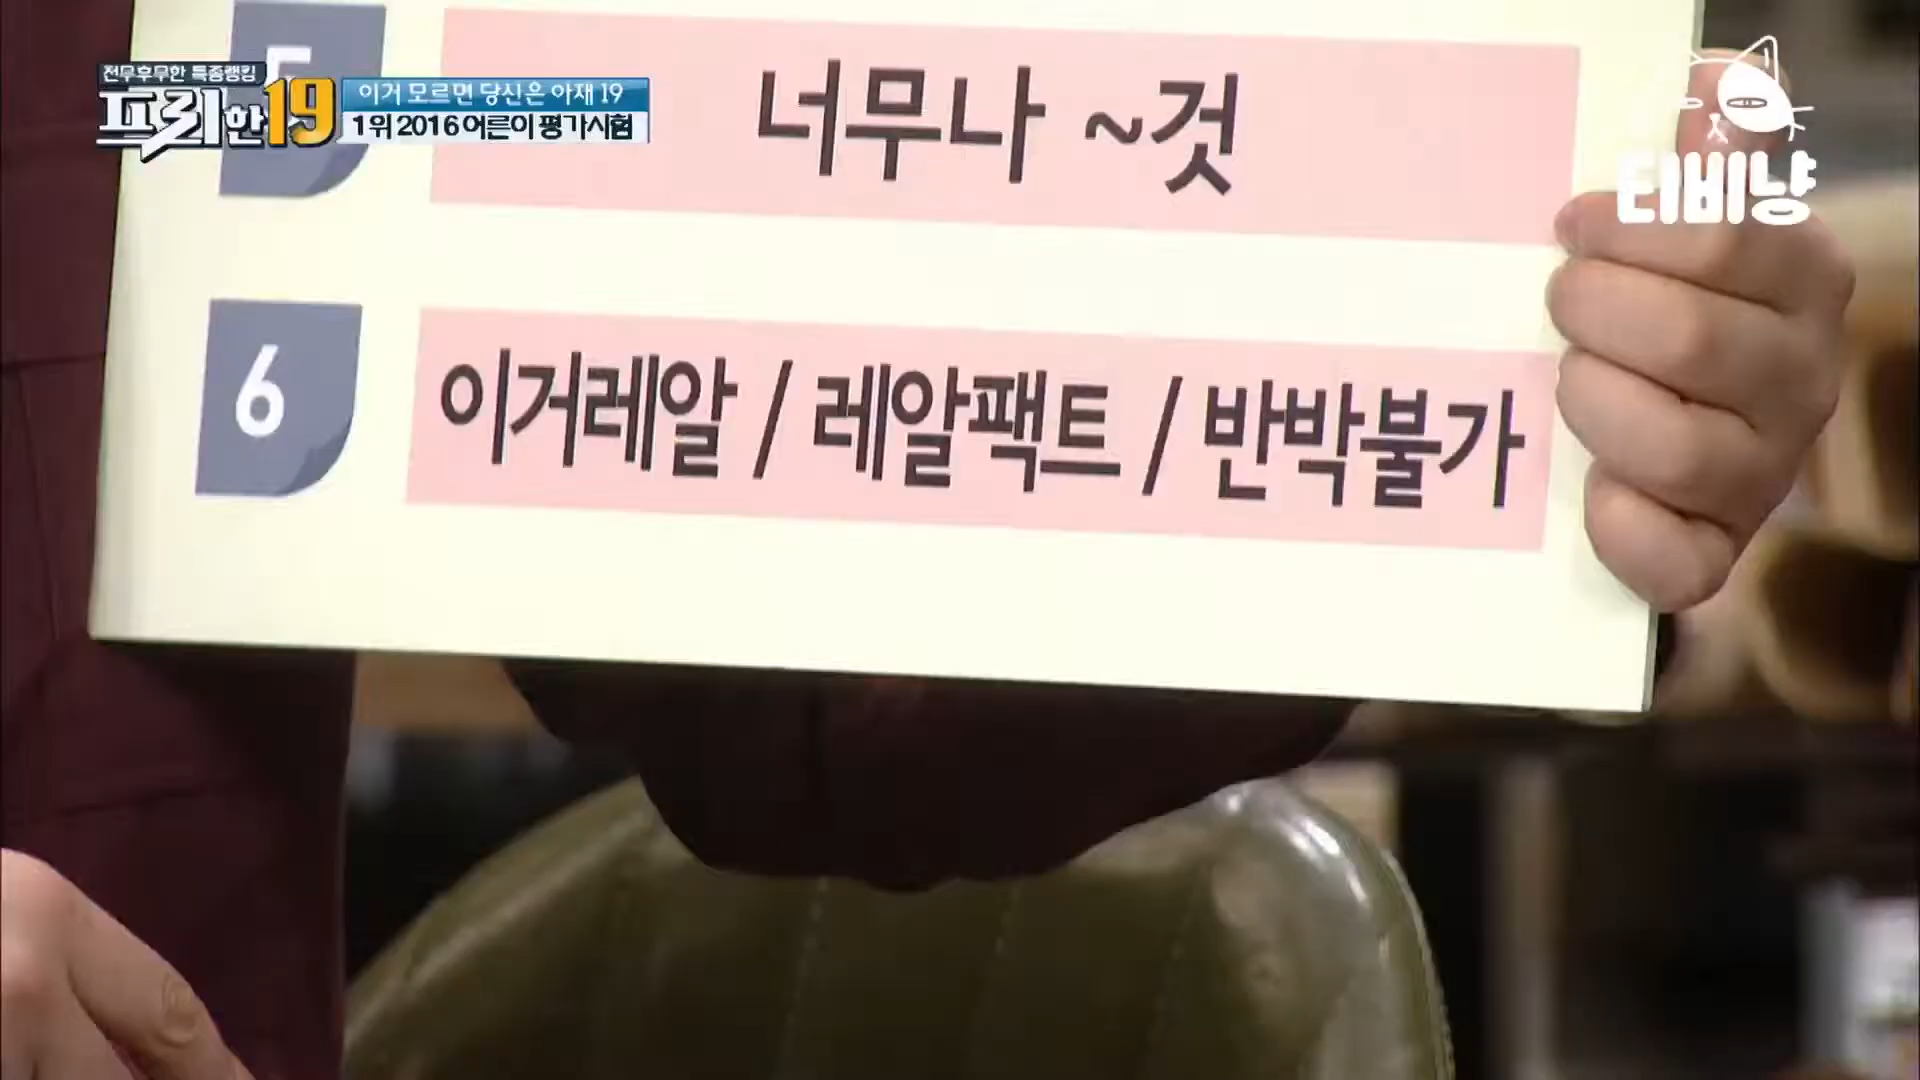 전무후무한 특종랭킹
프리한19
이거 모르면 당신은 아재 19
1위 2016 어른이 평가시험
티비냥
5
너무나 ~것
6
이거레알 / 레알팩트 / 반박불가